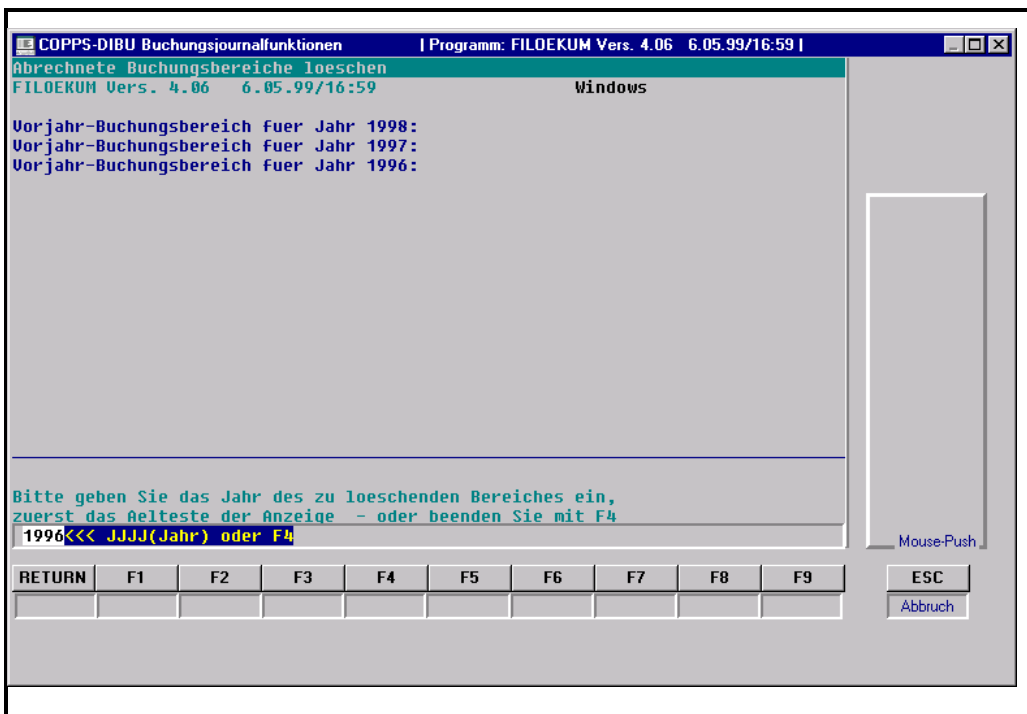 COPPS-DIBU Buchungsjournalfunktionen | Programm: FILOEKUM Vers. 4.06 6.05.99/16:59 |
Abrechnete Buchungsbereiche loeschen
FILOEKUM Vers. 4.06 6.05.99/16:59 Windows
Vorjahr-Buchungsbereich fuer Jahr 1998:
Vorjahr-Buchungsbereich fuer Jahr 1997:
Vorjahr-Buchungsbereich fuer Jahr 1996:
Bitte geben Sie das Jahr des zu loeschenden Bereiches ein,
zuerst das Aelteste der Anzeige - oder beenden Sie mit F4
1996<<< JJJJ(Jahr) oder F4
Mouse-Push
RETURN F1 F2 F3 F4 F5 F6 F7 F8 F9 ESC
Abbruch